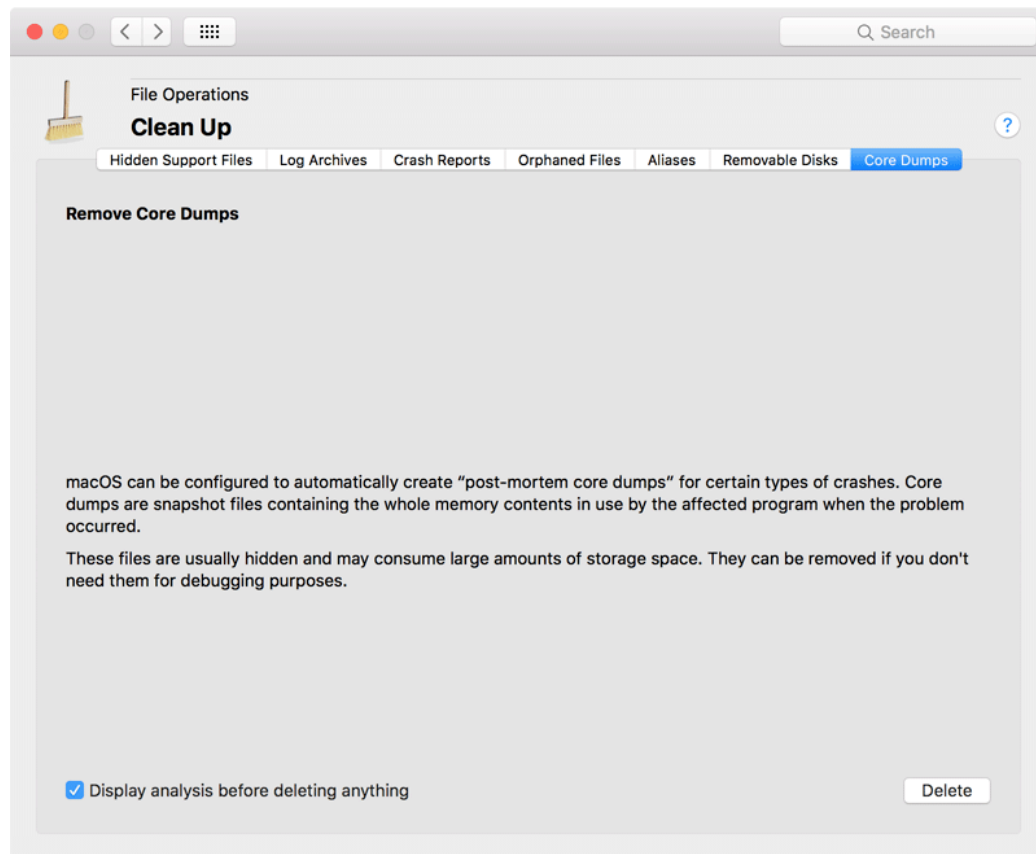 Search
File Operations
Clean Up
?
Hidden Support Files
Log Archives
Crash Reports
Orphaned Files
Aliases
Removable Disks
Core Dumps
Remove Core Dumps
macOS can be configured to automatically create “post-mortem core dumps” for certain types of crashes. Core
dumps are snapshot files containing the whole memory contents in use by the affected program when the problem
occurred.
These files are usually hidden and may consume large amounts of storage space. They can be removed if you don't
need them for debugging purposes.
Display analysis before deleting anything
Delete